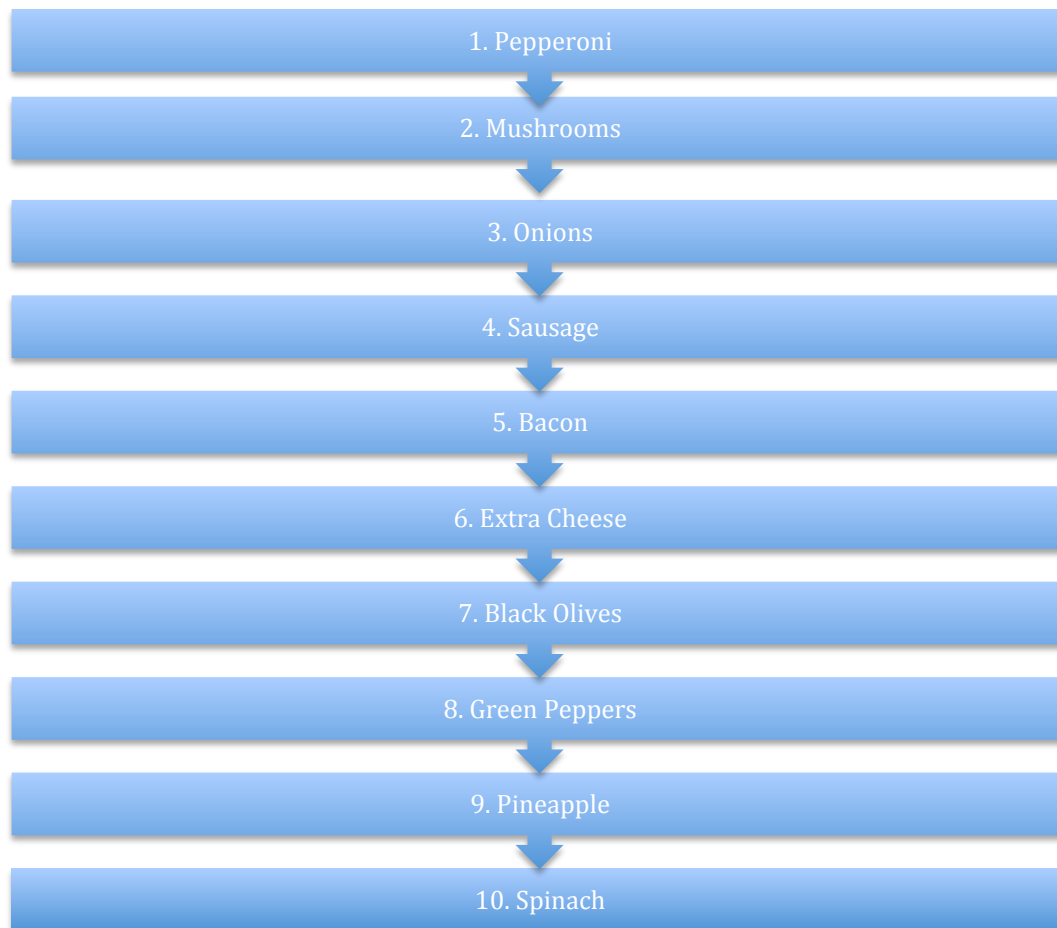 1. Pepperoni
2. Mushrooms
3. Onions
4. Sausage
5. Bacon
6. Extra Cheese
7. Black Olives
8. Green Peppers
9. Pineapple
10. Spinach